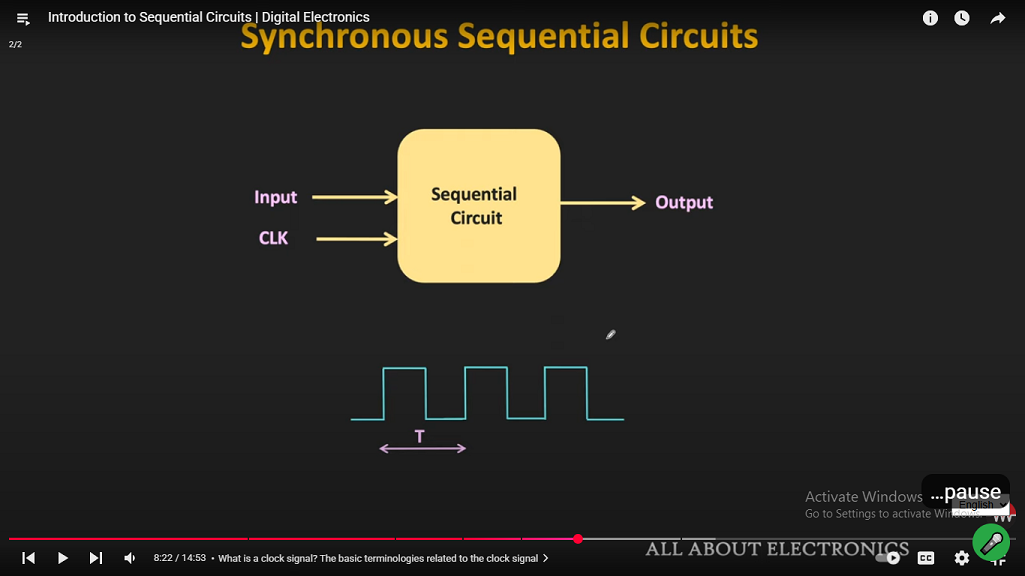 Introduction to Sequential Circuits | Digital Electronics
2/2
Synchronous Sequential Circuits
Input
CLK
Sequential
Circuit
Output
T
Activate Windows
Go to Settings to activate Windows.
...pause
English
ALL ABOUT ELECTRONICS
8:22 / 14:53 • What is a clock signal? The basic terminologies related to the clock signal
CC